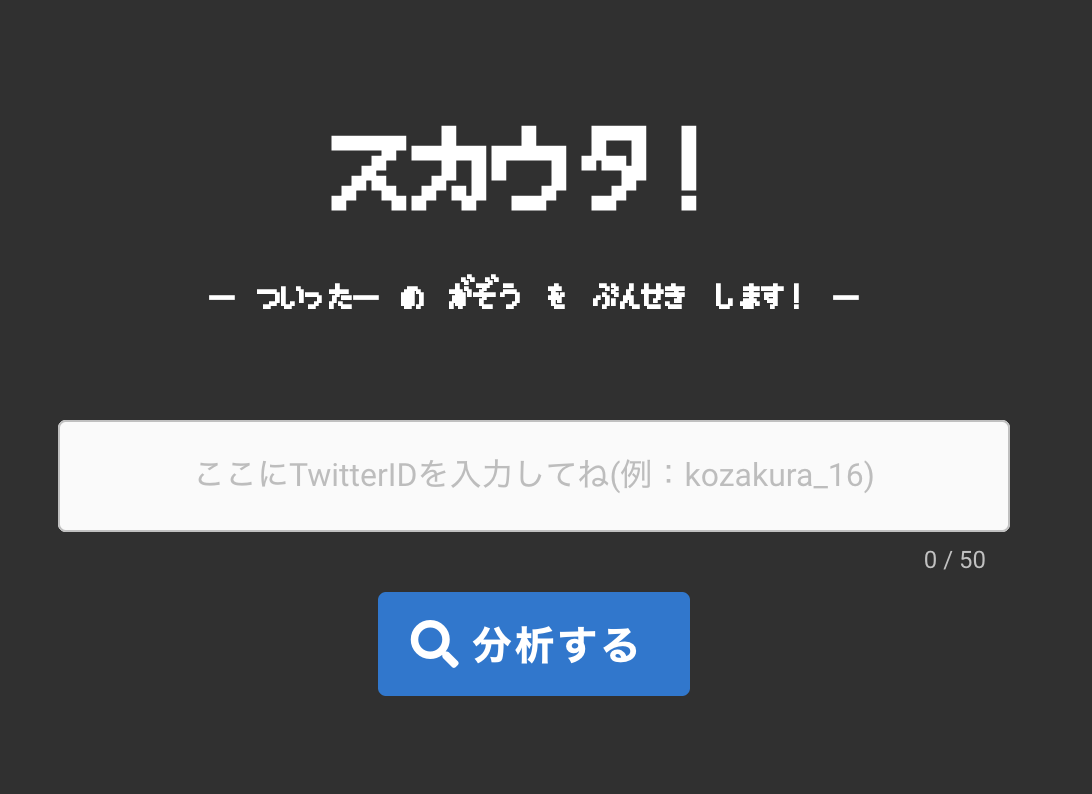 スカウタ！
ー ついったー の がぞう を ぶんせき します！ ー
ここにTwitterIDを入力してね(例：kozakura_16)
0 / 50
分析する